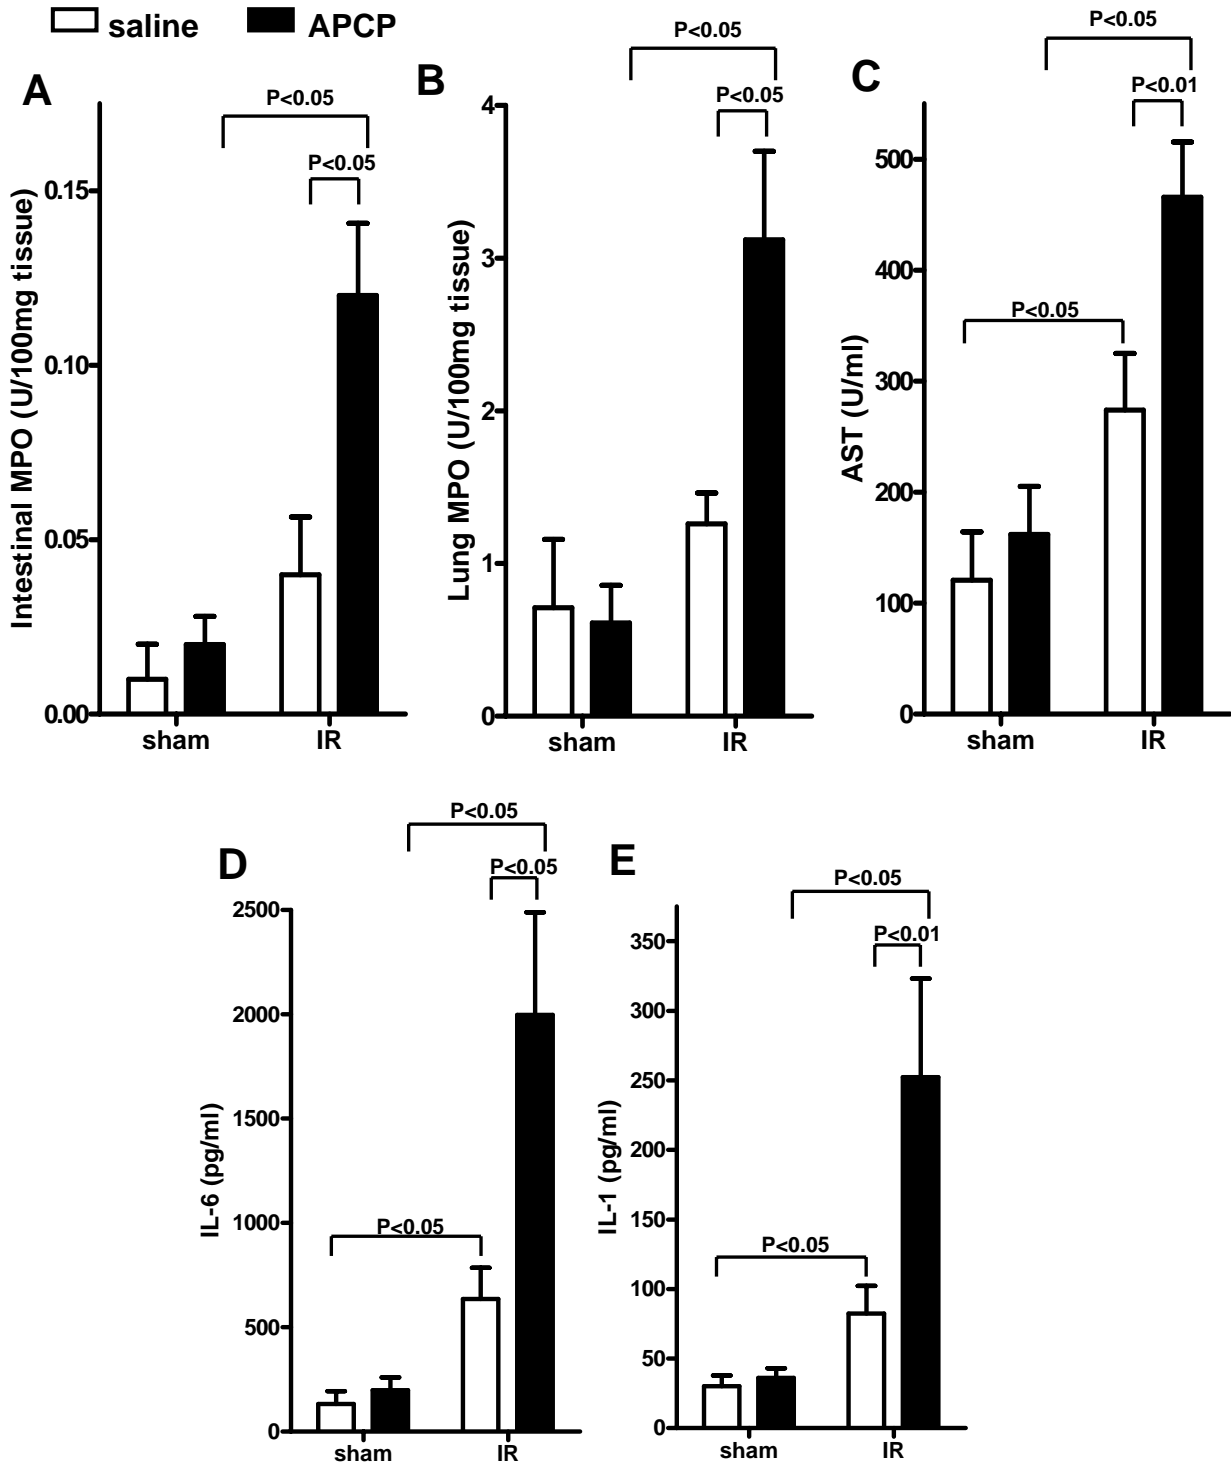 saline APCP
A
P<0.05
P<0.05
Intestinal MPO (U/100mg tissue)
0.15
0.10
0.05
0.00
sham IR
B
P<0.05
P<0.05
Lung MPO (U/100mg tissue)
4
3
2
1
0
sham IR
C
P<0.05
P<0.01
P<0.05
AST (U/ml)
500
400
300
200
100
0
sham IR
D
P<0.05
P<0.05
P<0.05
IL-6 (pg/ml)
2500
2000
1500
1000
500
0
sham IR
E
P<0.05
P<0.01
P<0.05
IL-1 (pg/ml)
350
300
250
200
150
100
50
0
sham IR